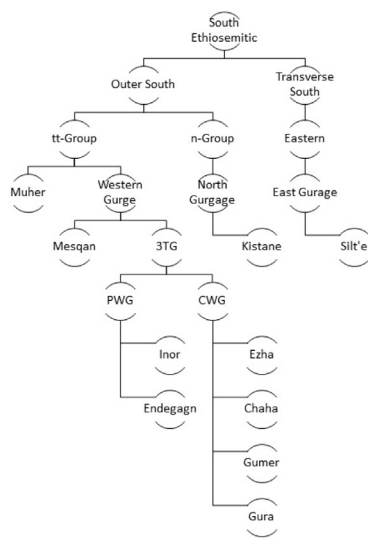 South
Ethiosemitic
Outer South
Transverse
South
tt-Group
n-Group
Eastern
Muher
Western
Gurge
North
Gurgage
East Gurage
Mesqan
3TG
Kistane
Silt'e
PWG
CWG
Inor
Ezha
Endegagn
Chaha
Gumer
Gura